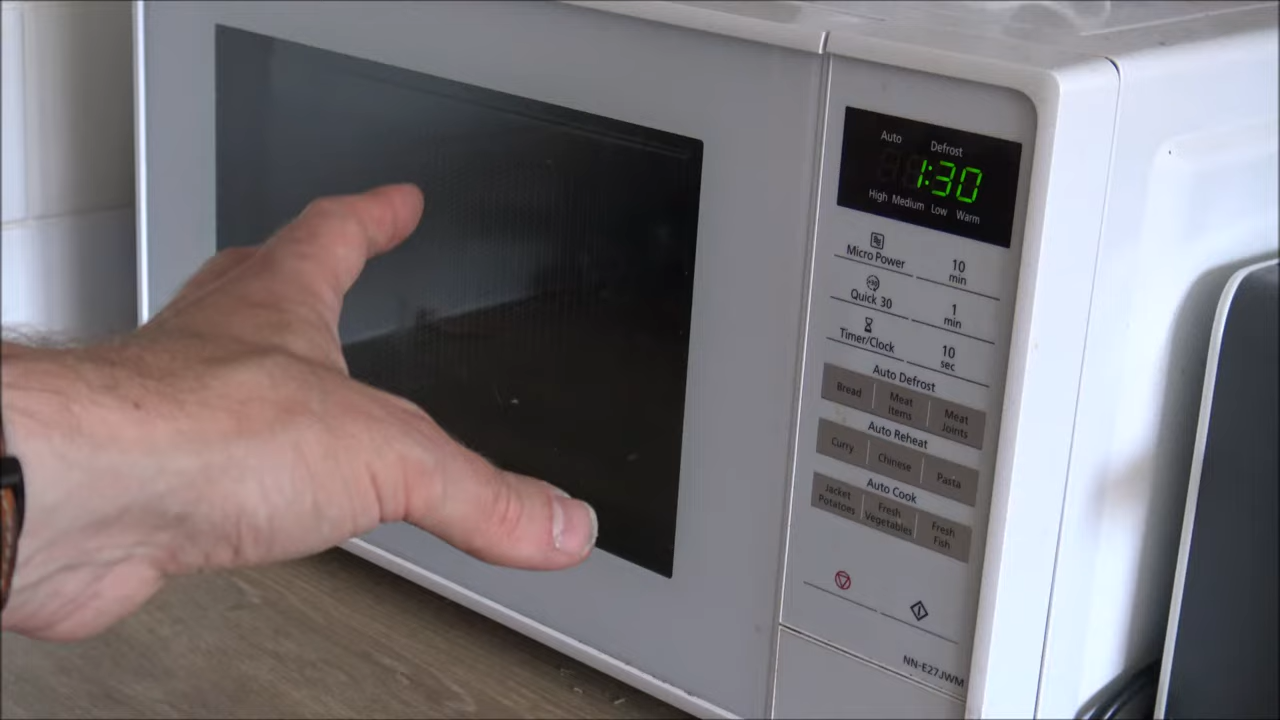 Auto Defrost
1:30
High Medium Low Warm
Micro Power
10
min
Quick 30
1
min
Timer/Clock
10
sec
Auto Defrost
Bread
Meat
Items
Meat
Joints
Auto Reheat
Curry
Chinese
Pasta
Auto Cook
Jacket
Potatoes
Fresh
Vegetables
Fresh
Fish
NN-E27JWM